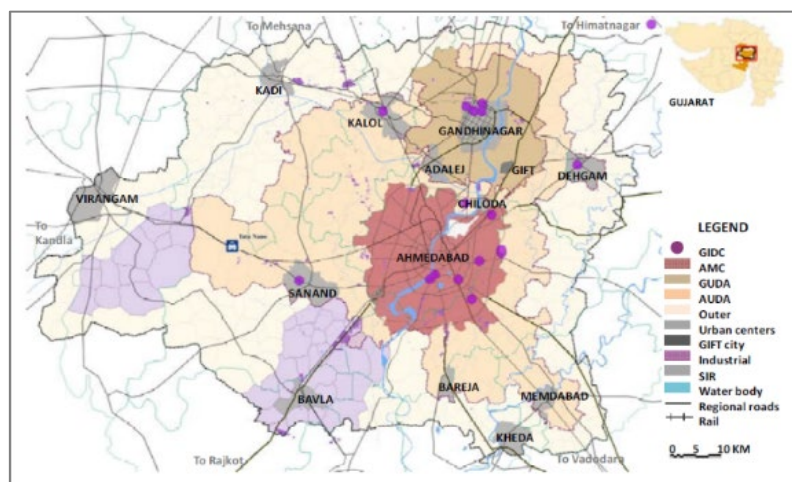 To Mehsana
To Himatnagar
KADI
GUJARAT
KALOL
GANDHINAGAR
ADALEJ
GIFT
DEHGAM
VIRANGAM
CHILODA
To
Kandla
Tata Nano
AHMEDABAD
SANAND
BAVLA
BAREJA
MEMDABAD
KHEDA
To Rajkot
To Vadodara
LEGEND
GIDC
AMC
GUDA
AUDA
Outer
Urban centers
GIFT city
Industrial
SIR
Water body
Regional roads
Rail
0 5 10 KM